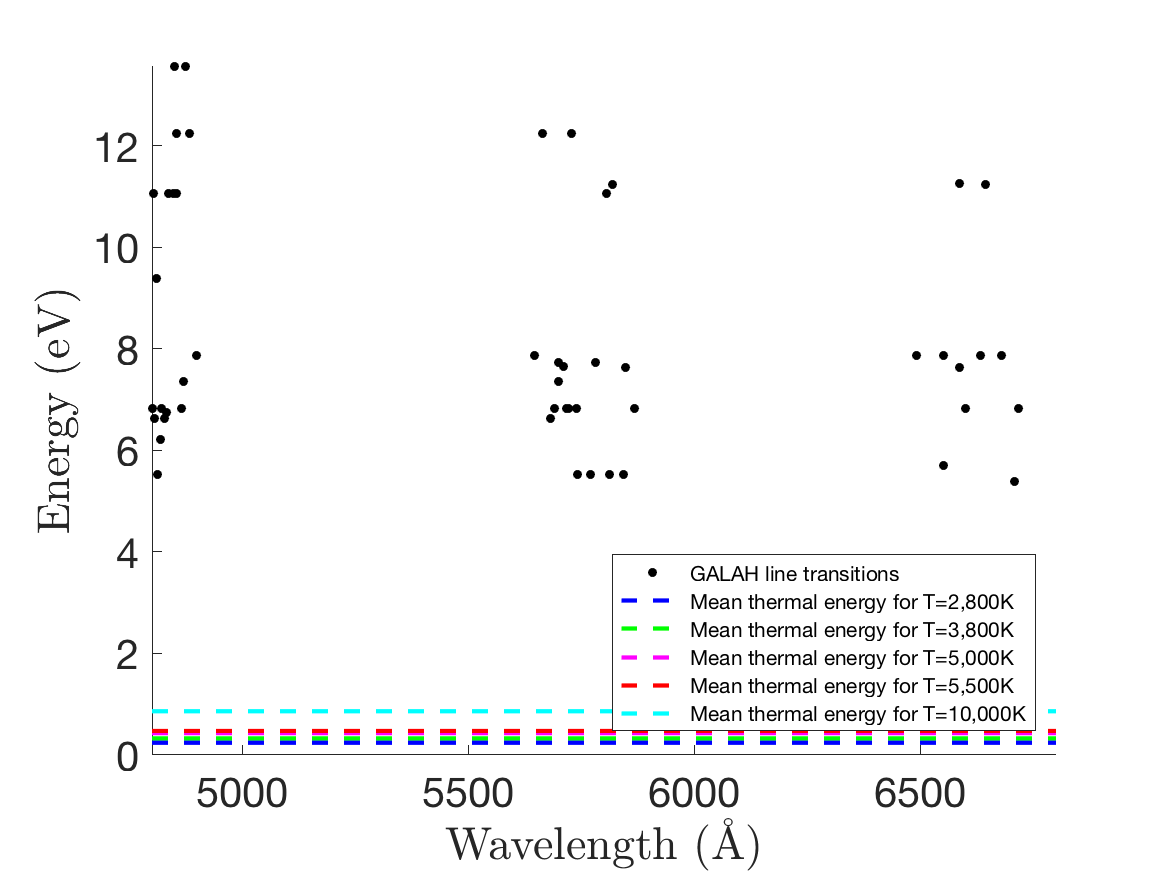 12
10
8
6
4
2
0
Energy (eV)
GALAH line transitions
Mean thermal energy for T=2,800K
Mean thermal energy for T=3,800K
Mean thermal energy for T=5,000K
Mean thermal energy for T=5,500K
Mean thermal energy for T=10,000K
5000 5500 6000 6500
Wavelength (Å)